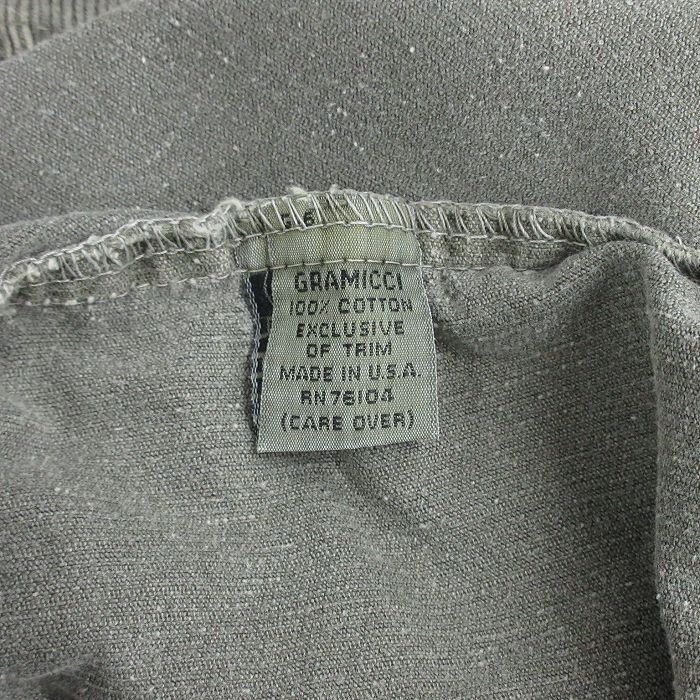 GRAMICCI
100% COTTON
EXCLUSIVE
OF TRIM
MADE IN U.S.A.
RN76104
(CARE OVER)